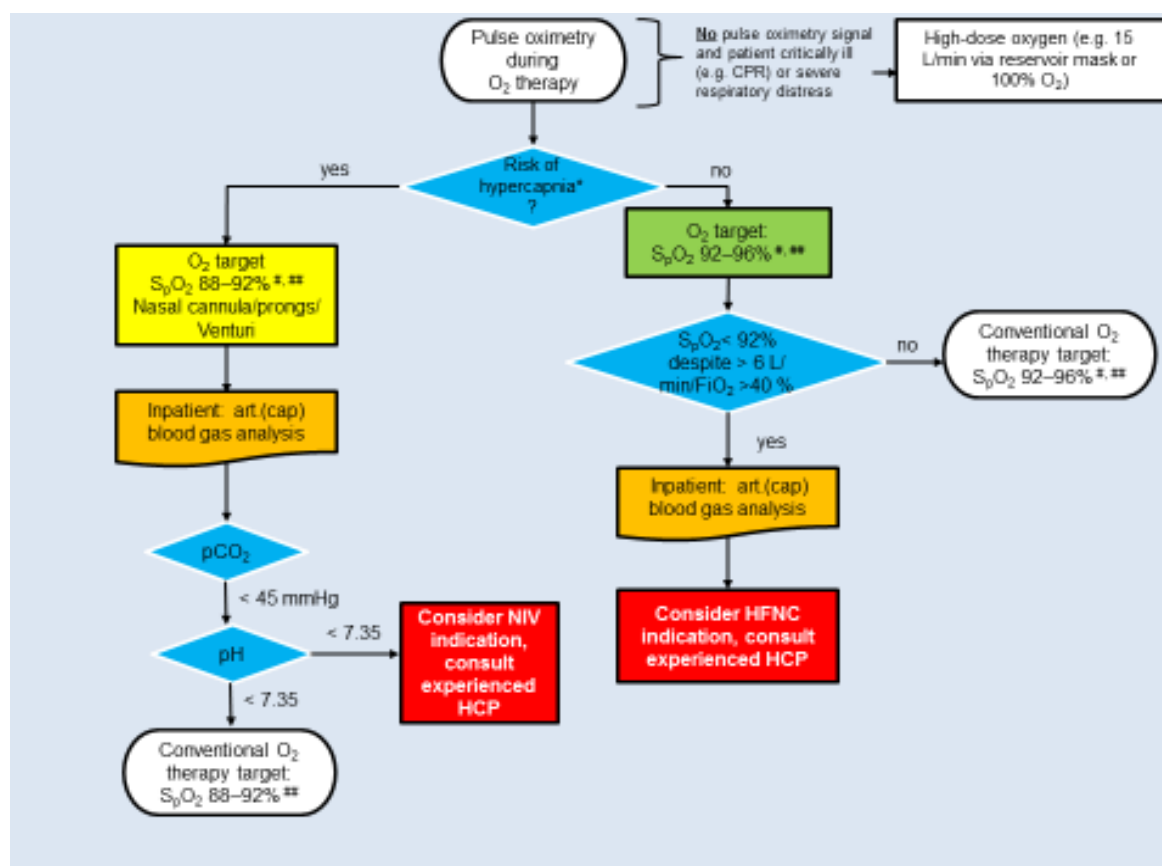 Pulse oximetry
during
O₂ therapy
No pulse oximetry signal
and patient critically ill
(e.g. CPR) or severe
respiratory distress
High-dose oxygen (e.g. 15
L/min via reservoir mask or
100% O₂)
Risk of
hypercapnia*
?
yes
no
O₂ target
SpO₂ 88–92% #, ##
Nasal cannula/prongs/
Venturi
O₂ target:
SpO₂ 92–96% #, ##
SpO₂< 92%
despite > 6 L/
min/FiO₂ >40 %
no
Conventional O₂
therapy target:
SpO₂ 92–96% #, ##
yes
Inpatient: art.(cap)
blood gas analysis
Inpatient: art.(cap)
blood gas analysis
pCO₂
< 45 mmHg
pH
< 7.35
Consider NIV
indication,
consult
experienced
HCP
Consider HFNC
indication, consult
experienced HCP
< 7.35
Conventional O₂
therapy target:
SpO₂ 88–92% ##